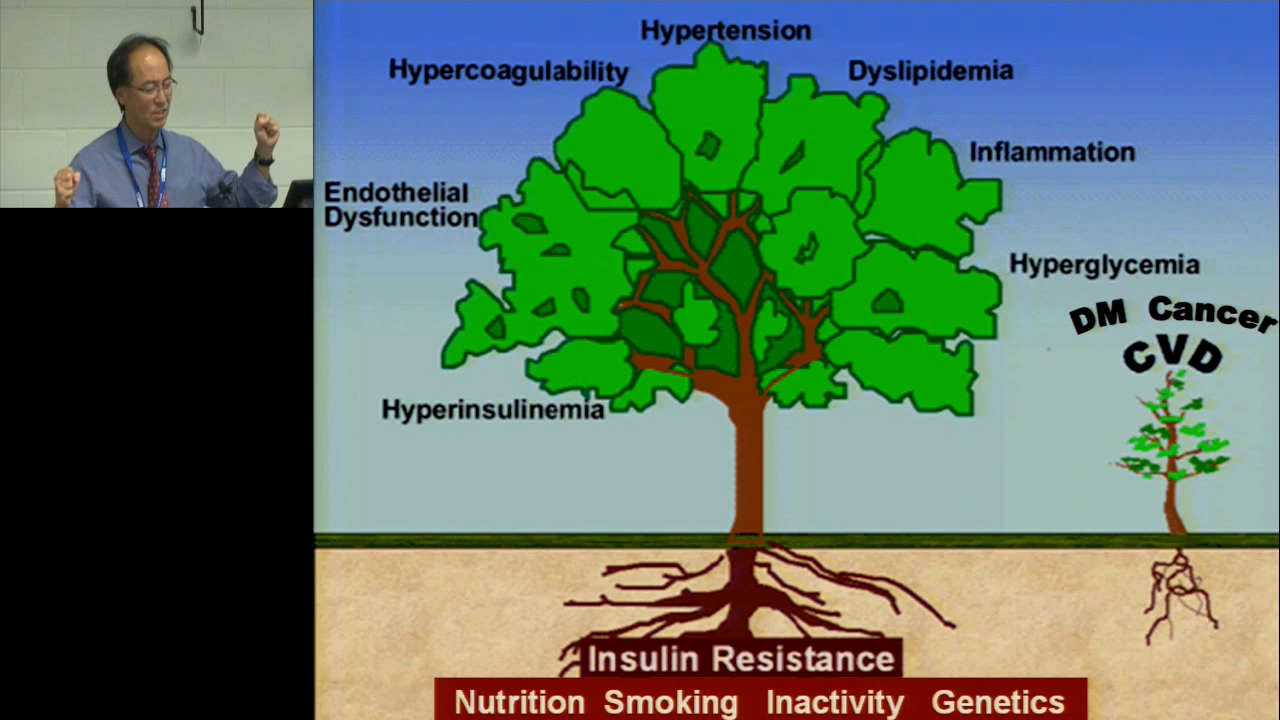 Hypertension
Hypercoagulability
Dyslipidemia
Inflammation
Endothelial
Dysfunction
Hyperglycemia
DM Cancer
CVD
Hyperinsulinemia
Insulin Resistance
Nutrition Smoking Inactivity Genetics